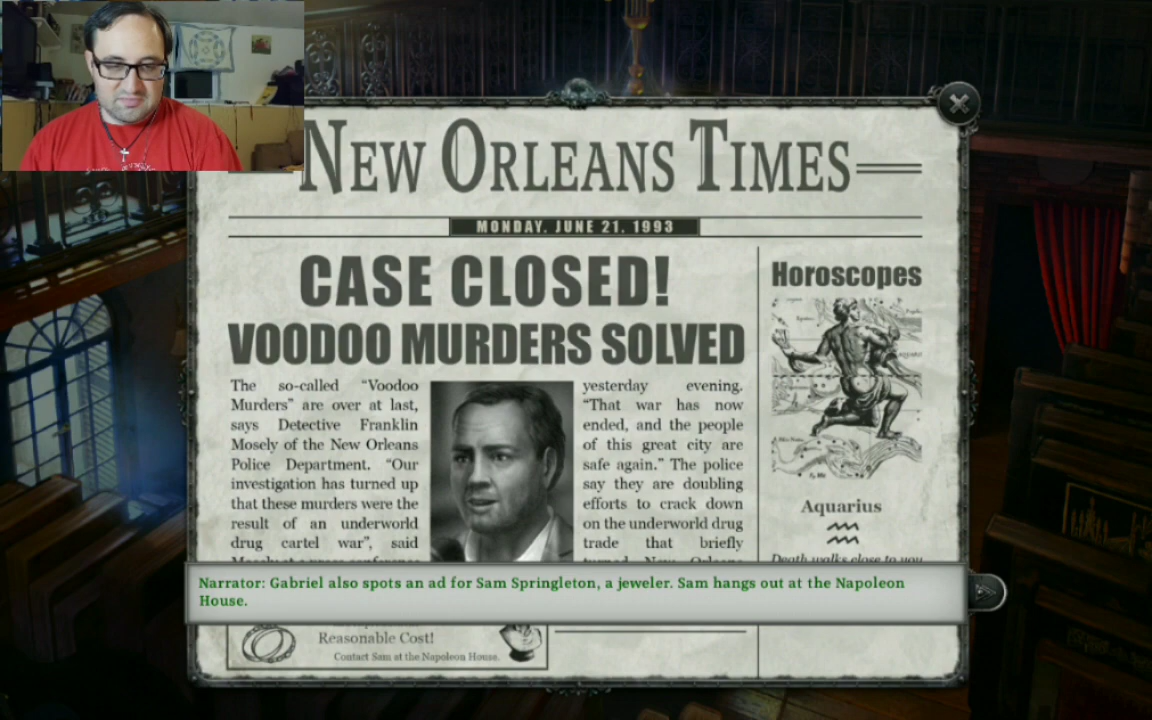 NEW ORLEANS TIMES
MONDAY, JUNE 21, 1993
CASE CLOSED!
VOODOO MURDERS SOLVED
The so-called “Voodoo
Murders” are over at last,
says Detective Franklin
Mosely of the New Orleans
Police Department. “Our
investigation has turned up
that these murders were the
result of an underworld
drug cartel war”, said
yesterday evening.
“That war has now
ended, and the people
of this great city are
safe again.” The police
say they are doubling
efforts to crack down
on the underworld drug
trade that briefly
Horoscopes
Aquarius
Death walks close to you
Narrator: Gabriel also spots an ad for Sam Springleton, a jeweler. Sam hangs out at the Napoleon
House.
Reasonable Cost!
Contact Sam at the Napoleon House.